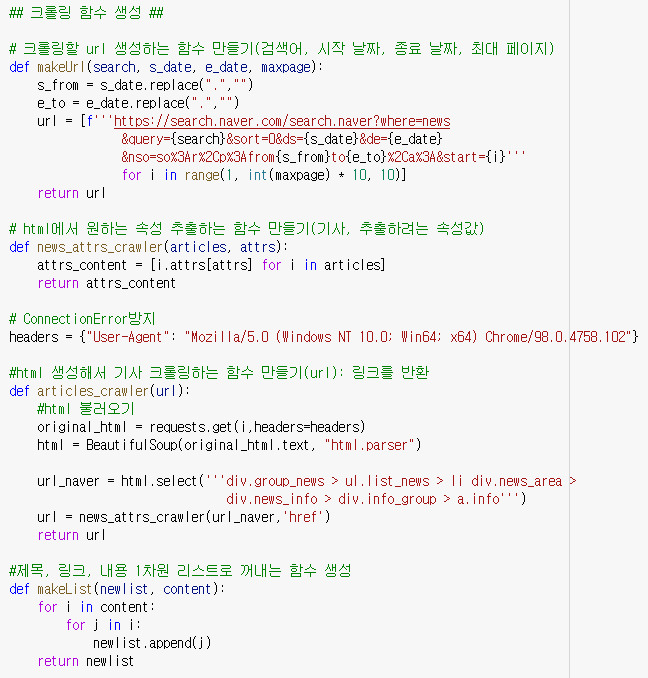 ## 크롤링 함수 생성 ##
# 크롤링할 url 생성하는 함수 만들기(검색어, 시작 날짜, 종료 날짜, 최대 페이지)
def makeUrl(search, s_date, e_date, maxpage):
    s_from = s_date.replace(".","")
    e_to = e_date.replace(".","")
    url = [f'''https://search.naver.com/search.naver?where=news
                &query={search}&sort=0&ds={s_date}&de={e_date}
                &nso=so%3Ar%2Cp%3Afrom{s_from}to{e_to}%2Ca%3A&start={i}'''
                for i in range(1, int(maxpage) * 10, 10)]
    return url
# html에서 원하는 속성 추출하는 함수 만들기(기사, 추출하려는 속성값)
def news_attrs_crawler(articles, attrs):
    attrs_content = [i.attrs[attrs] for i in articles]
    return attrs_content
# ConnectionError방지
headers = {"User-Agent": "Mozilla/5.0 (Windows NT 10.0; Win64; x64) Chrome/98.0.4758.102"}
#html 생성해서 기사 크롤링하는 함수 만들기(url): 링크를 반환
def articles_crawler(url):
    #html 불러오기
    original_html = requests.get(i,headers=headers)
    html = BeautifulSoup(original_html.text, "html.parser")
    url_naver = html.select('''div.group_news > ul.list_news > li div.news_area >
                               div.news_info > div.info_group > a.info''')
    url = news_attrs_crawler(url_naver,'href')
    return url
#제목, 링크, 내용 1차원 리스트로 꺼내는 함수 생성
def makeList(newlist, content):
    for i in content:
        for j in i:
            newlist.append(j)
    return newlist